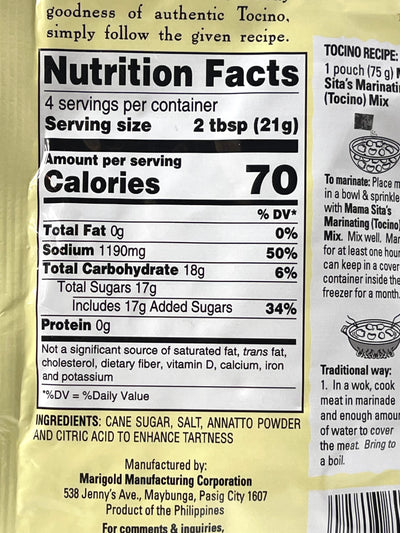 goodness of authentic Tocino,
simply follow the given recipe.
Nutrition Facts
4 servings per container
Serving size 2 tbsp (21g)
Amount per serving
Calories 70
% DV*
Total Fat 0g 0%
Sodium 1190mg 50%
Total Carbohydrate 18g 6%
Total Sugars 17g
Includes 17g Added Sugars 34%
Protein 0g
Not a significant source of saturated fat, trans fat,
cholesterol, dietary fiber, vitamin D, calcium, iron
and potassium
*%DV = %Daily Value
INGREDIENTS: CANE SUGAR, SALT, ANNATTO POWDER
AND CITRIC ACID TO ENHANCE TARTNESS
Manufactured by:
Marigold Manufacturing Corporation
538 Jenny's Ave., Maybunga, Pasig City 1607
Product of the Philippines
For comments & inquiries,
TOCINO RECIPE:
1 pouch (75 g)
Sita's Marinati
(Tocino) Mix
To marinate: Place m
in a bowl & sprinkle
with Mama Sita's
Marinating (Tocino)
Mix. Mix well. Mar
for at least one hour
can keep in a cover
container inside the
freezer for a month.
Traditional way:
1. In a wok, cook
meat in marinade
and enough amour
of water to cover
the meat. Bring to
a boil.